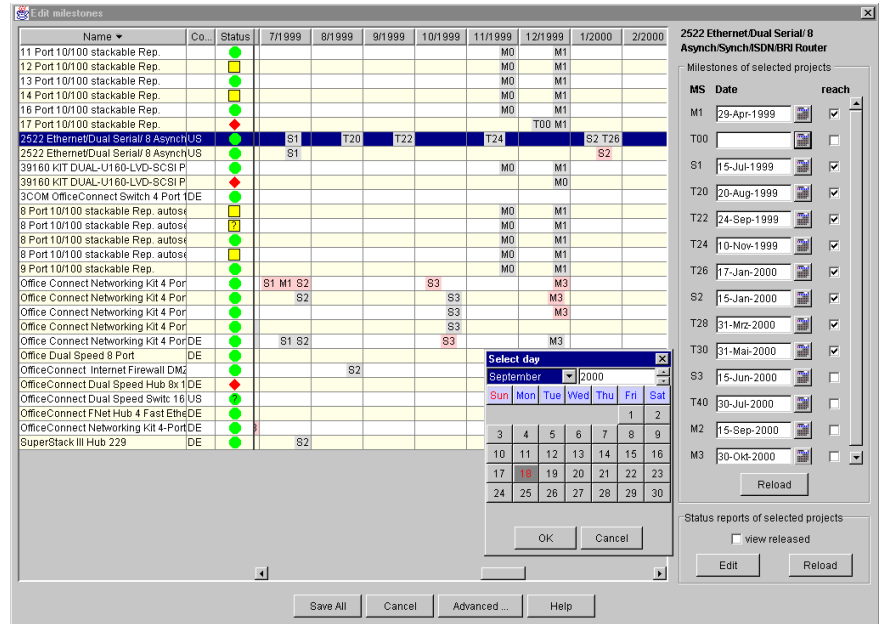 Edit milestones
Name Co... Status 7/1999 8/1999 9/1999 10/1999 11/1999 12/1999 1/2000 2/2000
11 Port 10/100 stackable Rep. M0 M1
12 Port 10/100 stackable Rep. M0 M1
13 Port 10/100 stackable Rep. M0 M1
14 Port 10/100 stackable Rep. M0 M1
16 Port 10/100 stackable Rep. M0 M1
17 Port 10/100 stackable Rep. T00 M1
2522 Ethernet/Dual Serial/ 8 Asynch US S1 T20 T22 T24 S2 T26
2522 Ethernet/Dual Serial/ 8 Asynch US S1 S2
39160 KIT DUAL-U160-LVD-SCSI P M0 M1
39160 KIT DUAL-U160-LVD-SCSI P M0
3COM OfficeConnect Switch 4 Port 1 DE
8 Port 10/100 stackable Rep. autose M0 M1
8 Port 10/100 stackable Rep. autose ? M0 M1
8 Port 10/100 stackable Rep. autose M0 M1
8 Port 10/100 stackable Rep. autose M0 M1
9 Port 10/100 stackable Rep. M0 M1
Office Connect Networking Kit 4 Por S1 M1 S2 S3 M3
Office Connect Networking Kit 4 Por S2 S3 M3
Office Connect Networking Kit 4 Por S3 M3
Office Connect Networking Kit 4 Por S3
Office Connect Networking Kit 4 Por DE S1 S2 S3 M3
Office Dual Speed 8 Port DE
OfficeConnect Internet Firewall DMZ S2
OfficeConnect Dual Speed Hub 8x 1 DE
OfficeConnect Dual Speed Switc 16 US ?
OfficeConnect FNet Hub 4 Fast Ethe DE
OfficeConnect Networking Kit 4-Port DE
SuperStack III Hub 229 DE S2
Select day
September 2000
Sun Mon Tue Wed Thu Fri Sat
1 2
3 4 5 6 7 8 9
10 11 12 13 14 15 16
17 18 19 20 21 22 23
24 25 26 27 28 29 30
OK Cancel
2522 Ethernet/Dual Serial/ 8
Asynch/Synch/ISDN/BRI Router
Milestones of selected projects
MS Date reach
M1 29-Apr-1999
T00
S1 15-Jul-1999
T20 20-Aug-1999
T22 24-Sep-1999
T24 10-Nov-1999
T26 17-Jan-2000
S2 15-Jan-2000
T28 31-Mrz-2000
T30 31-Mai-2000
S3 15-Jun-2000
T40 30-Jul-2000
M2 15-Sep-2000
M3 30-Okt-2000
Reload
Status reports of selected projects
view released
Edit Reload
Save All Cancel Advanced ... Help